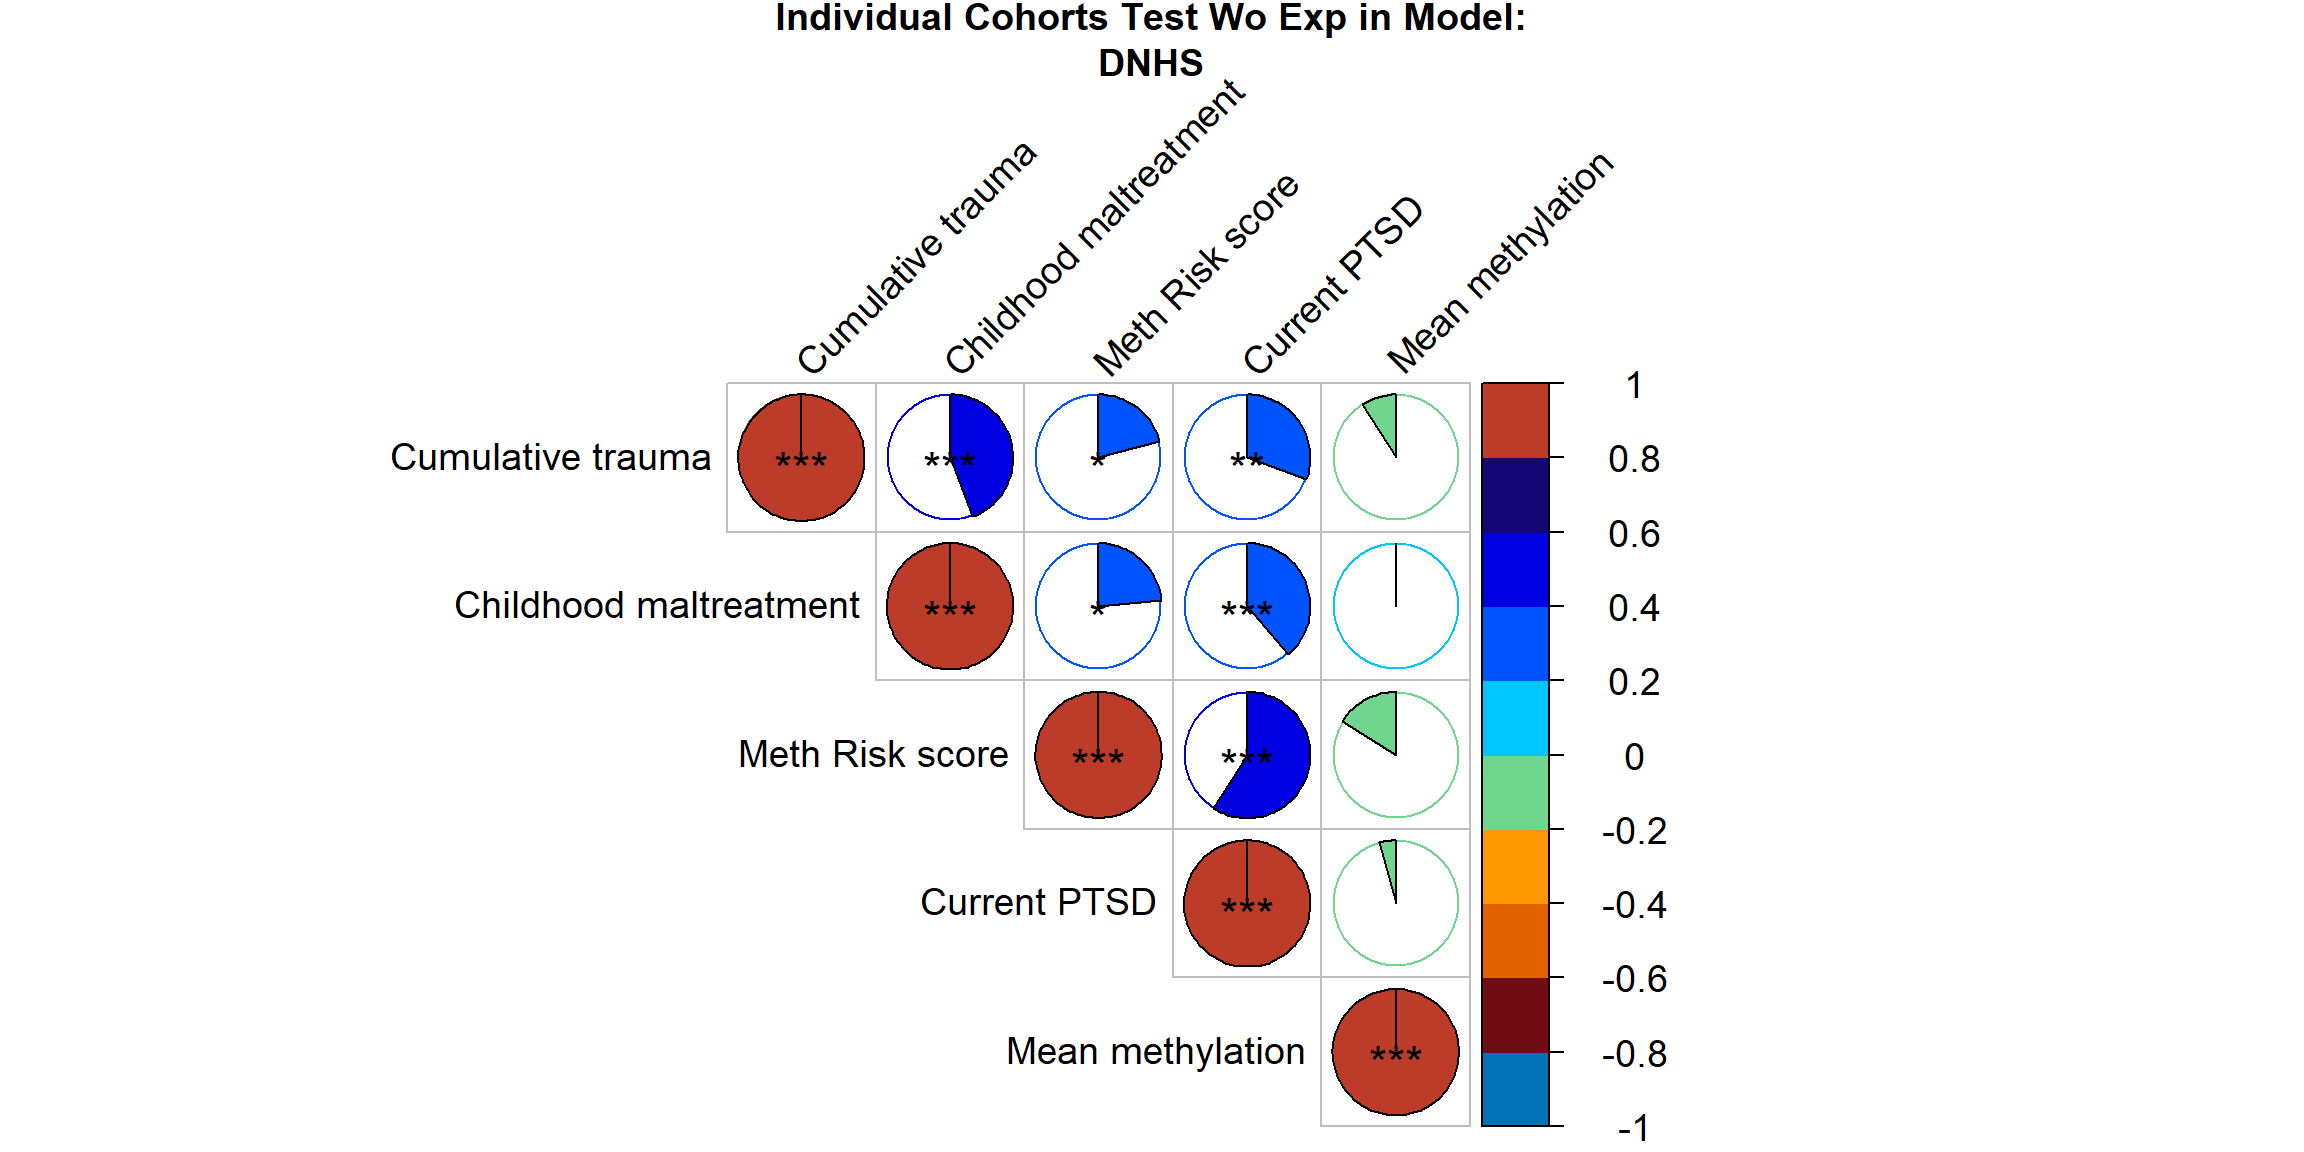 Individual Cohorts Test Wo Exp in Model:
DNHS
Cumulative trauma
Childhood maltreatment
Meth Risk score
Current PTSD
Mean methylation
Cumulative trauma
*** *** * **
Childhood maltreatment
*** * ***
Meth Risk score
*** ***
Current PTSD
***
Mean methylation
***
1
0.8
0.6
0.4
0.2
0
-0.2
-0.4
-0.6
-0.8
-1